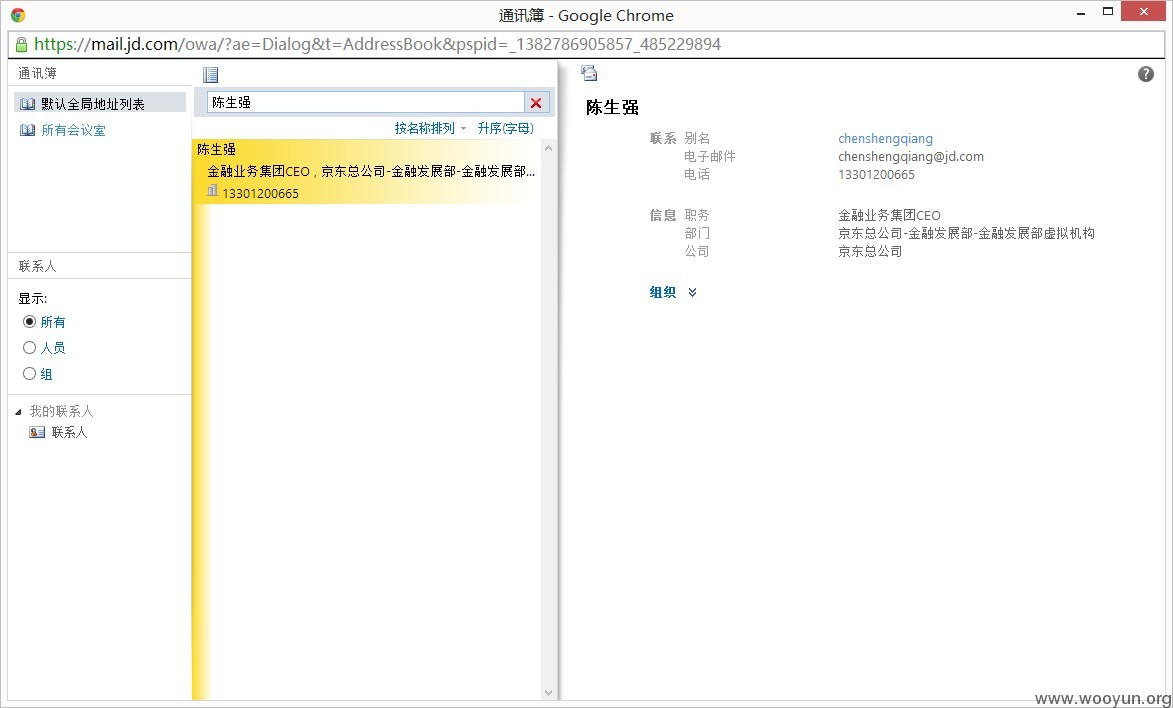 通讯簿 - Google Chrome
https://mail.jd.com/owa/?ae=Dialog&t=AddressBook&pspid=_1382786905857_485229894
通讯簿
默认全局地址列表
所有会议室
联系人
显示:
所有
人员
组
我的联系人
联系人
陈生强
按名称排列 升序(字母)
陈生强
金融业务集团CEO , 京东总公司-金融发展部-金融发展部...
13301200665
陈生强
联系 别名 chenshengqiang
电子邮件 chenshengqiang@jd.com
电话 13301200665
信息 职务 金融业务集团CEO
部门 京东总公司-金融发展部-金融发展部虚拟机构
公司 京东总公司
组织
www.wooyun.org